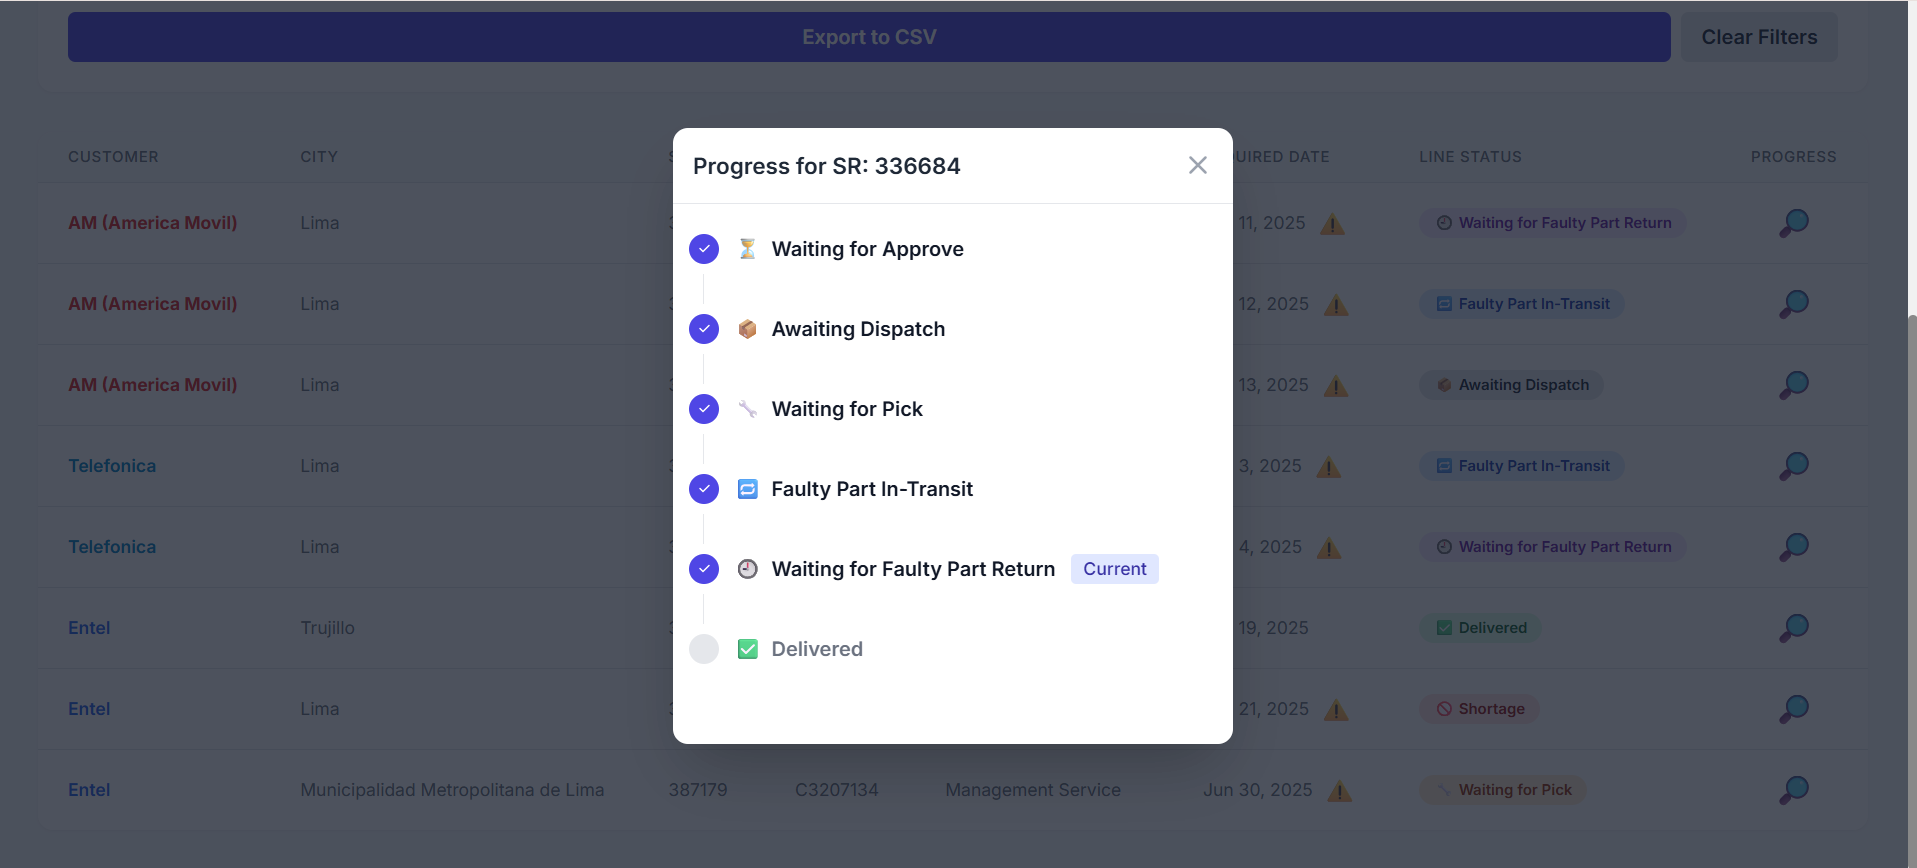 Export to CSV
Clear Filters
CUSTOMER CITY UIRED DATE LINE STATUS PROGRESS
Progress for SR: 336684
Waiting for Approve
Awaiting Dispatch
Waiting for Pick
Faulty Part In-Transit
Waiting for Faulty Part Return Current
Delivered
AM (America Movil) Lima 11, 2025 Waiting for Faulty Part Return
AM (America Movil) Lima 12, 2025 Faulty Part In-Transit
AM (America Movil) Lima 13, 2025 Awaiting Dispatch
Telefonica Lima 3, 2025 Faulty Part In-Transit
Telefonica Lima 4, 2025 Waiting for Faulty Part Return
Entel Trujillo 19, 2025 Delivered
Entel Lima 21, 2025 Shortage
Entel Municipalidad Metropolitana de Lima 387179 C3207134 Management Service Jun 30, 2025 Waiting for Pick